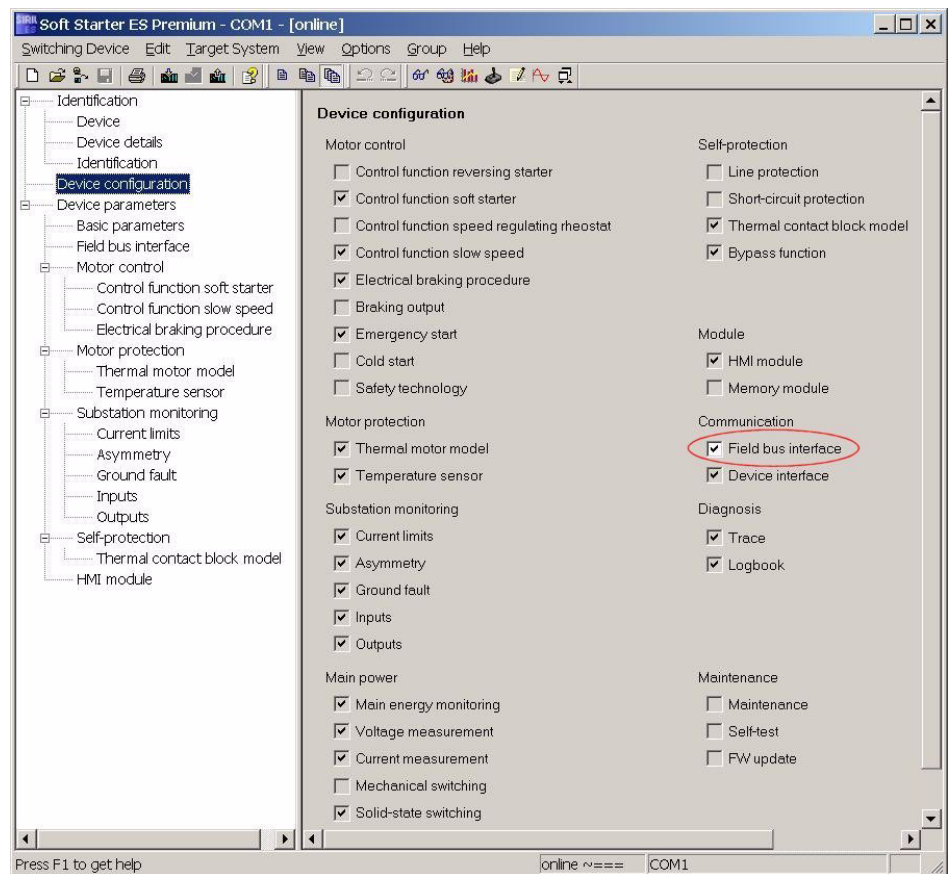 Soft Starter ES Premium - COM1 - [online]
Switching Device Edit Target System View Options Group Help
Identification
Device
Device details
Identification
Device configuration
Device parameters
Basic parameters
Field bus interface
Motor control
Control function soft starter
Control function slow speed
Electrical braking procedure
Motor protection
Thermal motor model
Temperature sensor
Substation monitoring
Current limits
Asymmetry
Ground fault
Inputs
Outputs
Self-protection
Thermal contact block model
HMI module
Device configuration
Motor control
Control function reversing starter
Control function soft starter
Control function speed regulating rheostat
Control function slow speed
Electrical braking procedure
Braking output
Emergency start
Cold start
Safety technology
Motor protection
Thermal motor model
Temperature sensor
Substation monitoring
Current limits
Asymmetry
Ground fault
Inputs
Outputs
Main power
Main energy monitoring
Voltage measurement
Current measurement
Mechanical switching
Solid-state switching
Self-protection
Line protection
Short-circuit protection
Thermal contact block model
Bypass function
Module
HMI module
Memory module
Communication
Field bus interface
Device interface
Diagnosis
Trace
Logbook
Maintenance
Maintenance
Self-test
FW update
Press F1 to get help
online ~===
COM1